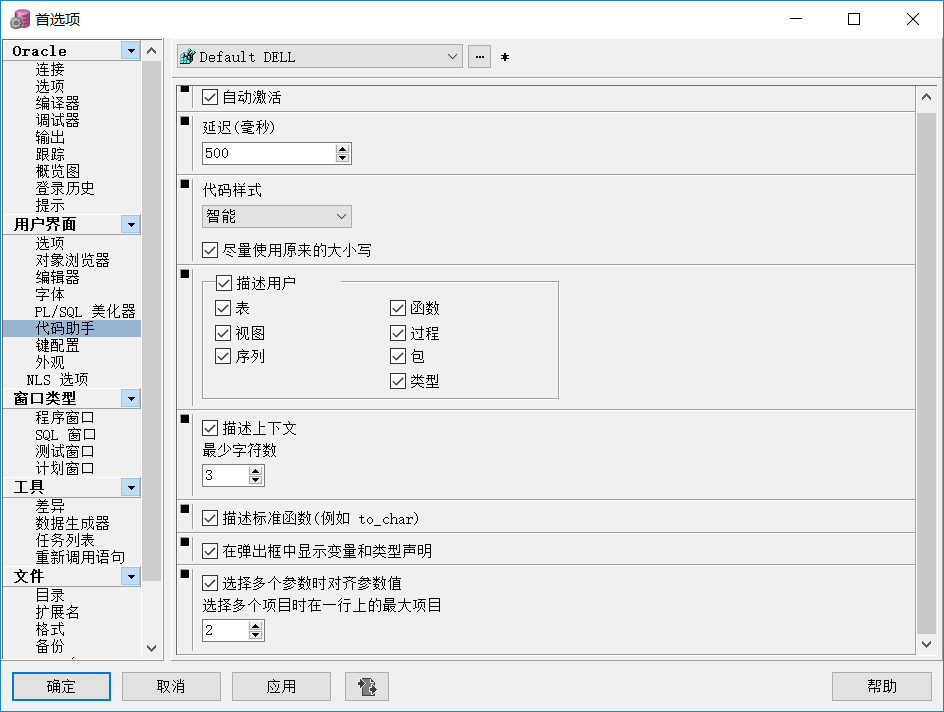 首选项
Oracle
连接
选项
编译器
调试器
输出
跟踪
概览图
登录历史
提示
用户界面
选项
对象浏览器
编辑器
字体
PL/SQL 美化器
代码助手
键配置
外观
NLS 选项
窗口类型
程序窗口
SQL 窗口
测试窗口
计划窗口
工具
差异
数据生成器
任务列表
重新调用语句
文件
目录
扩展名
格式
备份
Default DELL
...
*
自动激活
延迟(毫秒)
500
代码样式
智能
尽量使用原来的大小写
描述用户
表
函数
视图
过程
序列
包
类型
描述上下文
最少字符数
3
描述标准函数(例如 to_char)
在弹出框中显示变量和类型声明
选择多个参数时对齐参数值
选择多个项目时在一行上的最大项目
2
确定
取消
应用
帮助